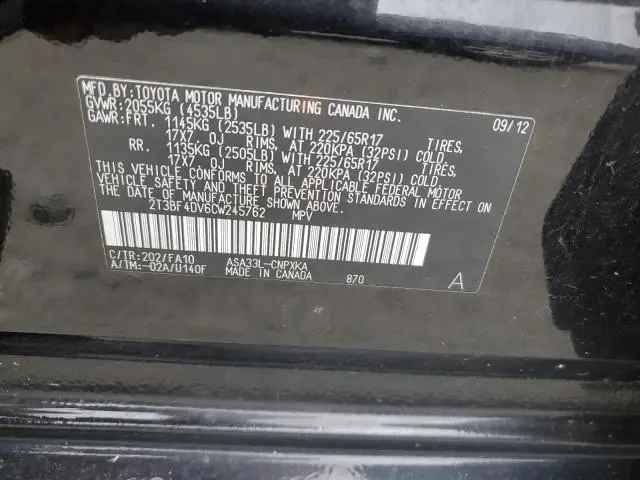 MFD.BY:TOYOTA MOTOR MANUFACTURING CANADA INC.
GVWR:2055KG (4535LB) 09/12
GAWR:FRT. 1145KG (2535LB) WITH 225/65R17 TIRES,
17X7 0J RIMS, AT 220KPA (32PSI) COLD
RR. 1135KG (2505LB) WITH 225/65R17 TIRES,
17X7 0J RIMS, AT 220KPA (32PSI) COLD
THIS VEHICLE CONFORMS TO ALL APPLICABLE FEDERAL MOTOR
VEHICLE SAFETY AND THEFT PREVENTION STANDARDS IN EFFECT ON
THE DATE OF MANUFACTURE SHOWN ABOVE.
2T3BF4DV6CW245762 MPV
C/TR:202/FA10 ASA33L-CNPXKA
A/TM:-02A/U140F MADE IN CANADA 870 A